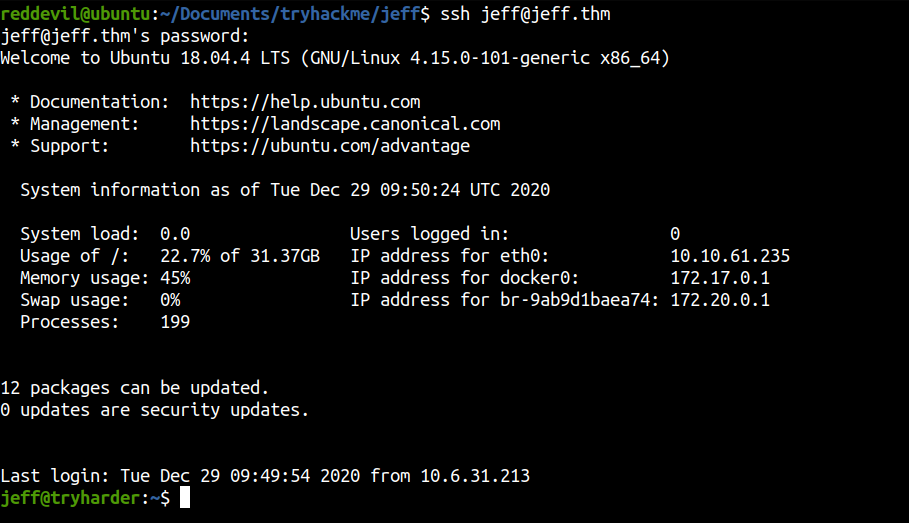 reddevil@ubuntu:~/Documents/tryhackme/jeff$ ssh jeff@jeff.thm
jeff@jeff.thm's password:
Welcome to Ubuntu 18.04.4 LTS (GNU/Linux 4.15.0-101-generic x86_64)
* Documentation:  https://help.ubuntu.com
* Management:     https://landscape.canonical.com
* Support:        https://ubuntu.com/advantage
System information as of Tue Dec 29 09:50:24 UTC 2020
System load:  0.0                Users logged in:                0
Usage of /:   22.7% of 31.37GB   IP address for eth0:            10.10.61.235
Memory usage: 45%                IP address for docker0:         172.17.0.1
Swap usage:   0%                 IP address for br-9ab9d1baea74: 172.20.0.1
Processes:    199
12 packages can be updated.
0 updates are security updates.
Last login: Tue Dec 29 09:49:54 2020 from 10.6.31.213
jeff@tryharder:~$